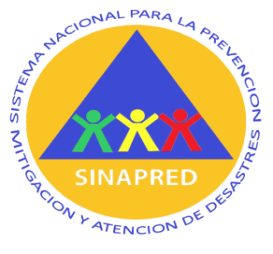 SISTEMA NACIONAL PARA LA PREVENCION
MITIGACION Y ATENCION DE DESASTRES
SINAPRED